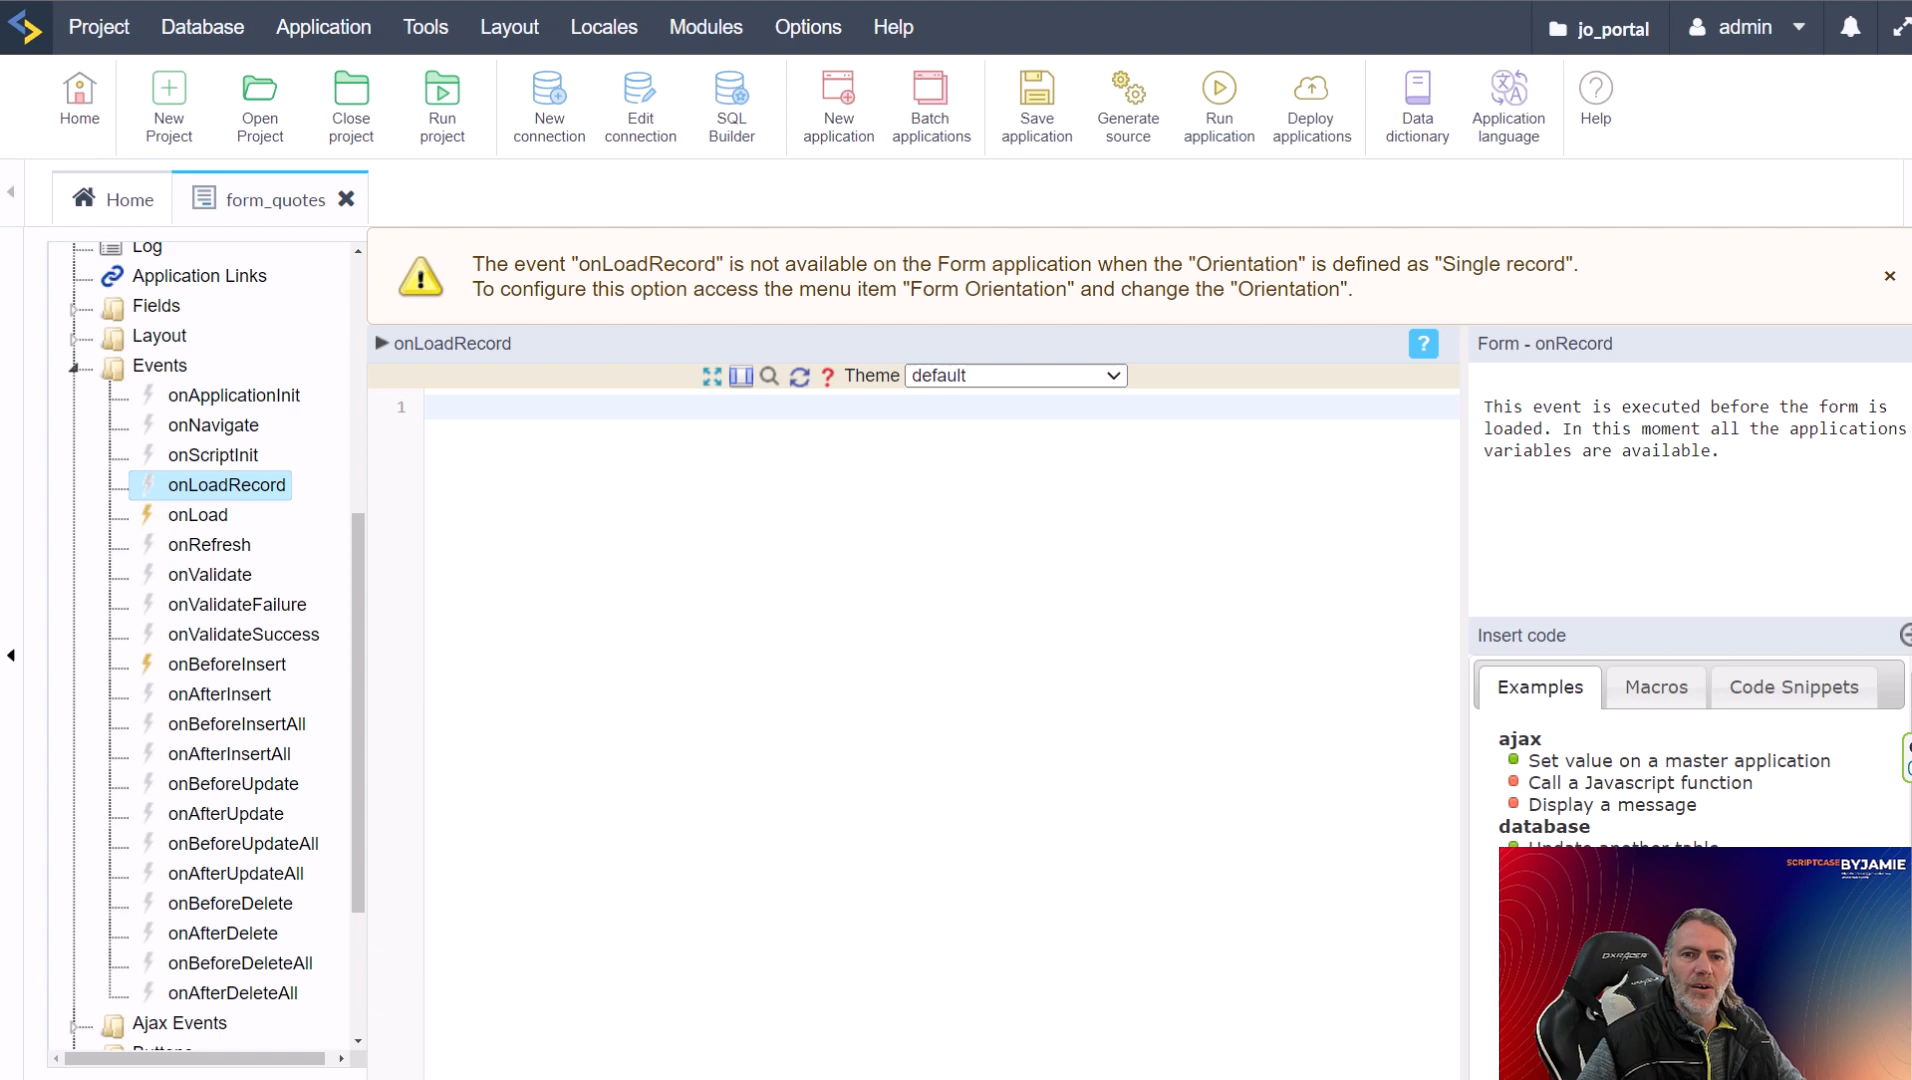 Project Database Application Tools Layout Locales Modules Options Help jo_portal admin
Home
New
Project
Open
Project
Close
project
Run
project
New
connection
Edit
connection
SQL
Builder
New
application
Batch
applications
Save
application
Generate
source
Run
application
Deploy
applications
Data
dictionary
Application
language
Help
Home form_quotes
Log
Application Links
Fields
Layout
Events
onApplicationInit
onNavigate
onScriptInit
onLoadRecord
onLoad
onRefresh
onValidate
onValidateFailure
onValidateSuccess
onBeforeInsert
onAfterInsert
onBeforeInsertAll
onAfterInsertAll
onBeforeUpdate
onAfterUpdate
onBeforeUpdateAll
onAfterUpdateAll
onBeforeDelete
onAfterDelete
onBeforeDeleteAll
onAfterDeleteAll
Ajax Events
Buttons
The event "onLoadRecord" is not available on the Form application when the "Orientation" is defined as "Single record".
To configure this option access the menu item "Form Orientation" and change the "Orientation".
onLoadRecord ?
Theme default
1
Form - onRecord
This event is executed before the form is
loaded. In this moment all the applications
variables are available.
Insert code
Examples Macros Code Snippets
ajax
Set value on a master application
Call a Javascript function
Display a message
database
Update another table
SCRIPTCASE BYJAMIE
DXRACER